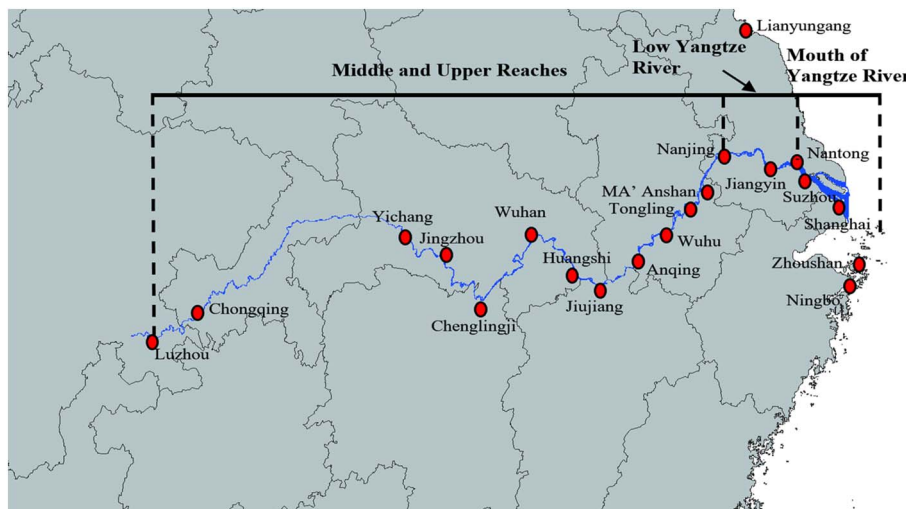 Lianyungang
Low Yangtze
River
Mouth of
Yangtze River
Middle and Upper Reaches
Nanjing
Nantong
Jiangyin
MA' Anshan
Suzhou
Tongling
Shanghai
Yichang
Wuhan
Jingzhou
Wuhu
Huangshi
Anqing
Zhoushan
Jiujiang
Ningbo
Chongqing
Chenglingji
Luzhou